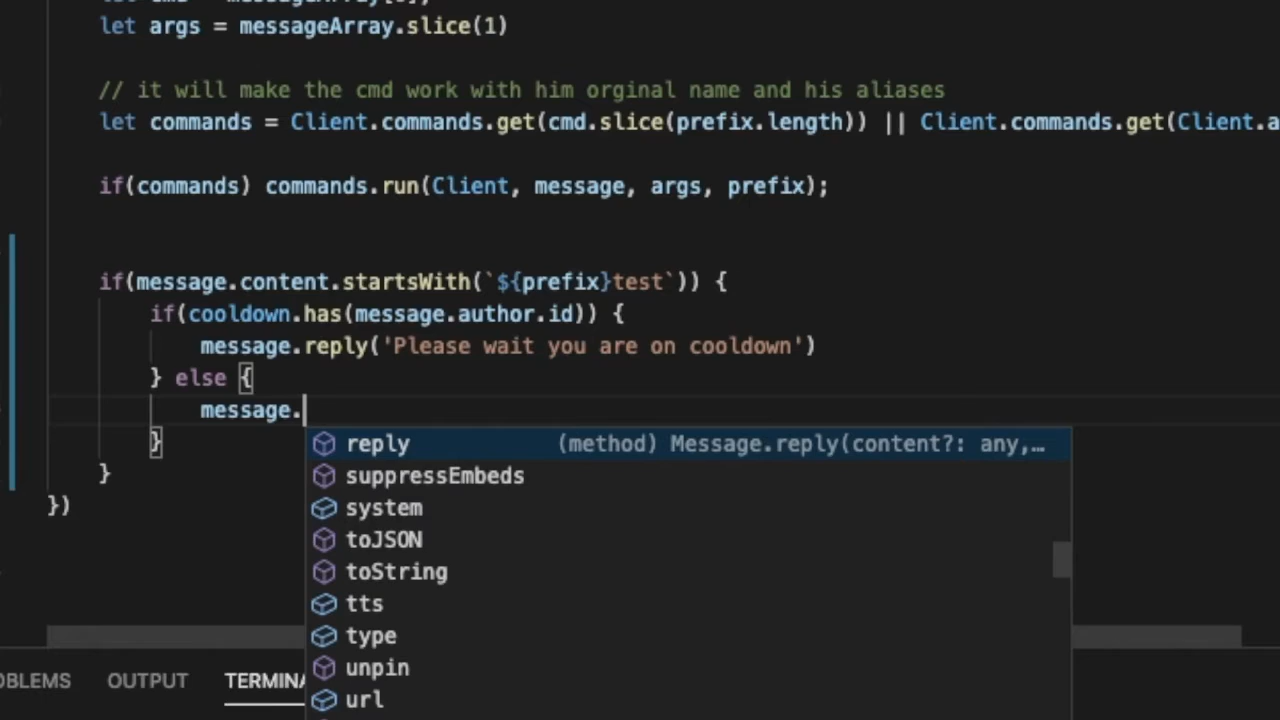 let args = messageArray.slice(1)
// it will make the cmd work with him orginal name and his aliases
let commands = Client.commands.get(cmd.slice(prefix.length)) || Client.commands.get(Client.a
if(commands) commands.run(Client, message, args, prefix);
if(message.content.startsWith(`${prefix}test`)) {
if(cooldown.has(message.author.id)) {
message.reply('Please wait you are on cooldown')
} else {
message.
reply (method) Message.reply(content?: any,…
}
suppressEmbeds
}
system
})
toJSON
toString
tts
type
unpin
OBLEMS OUTPUT TERMINA
url